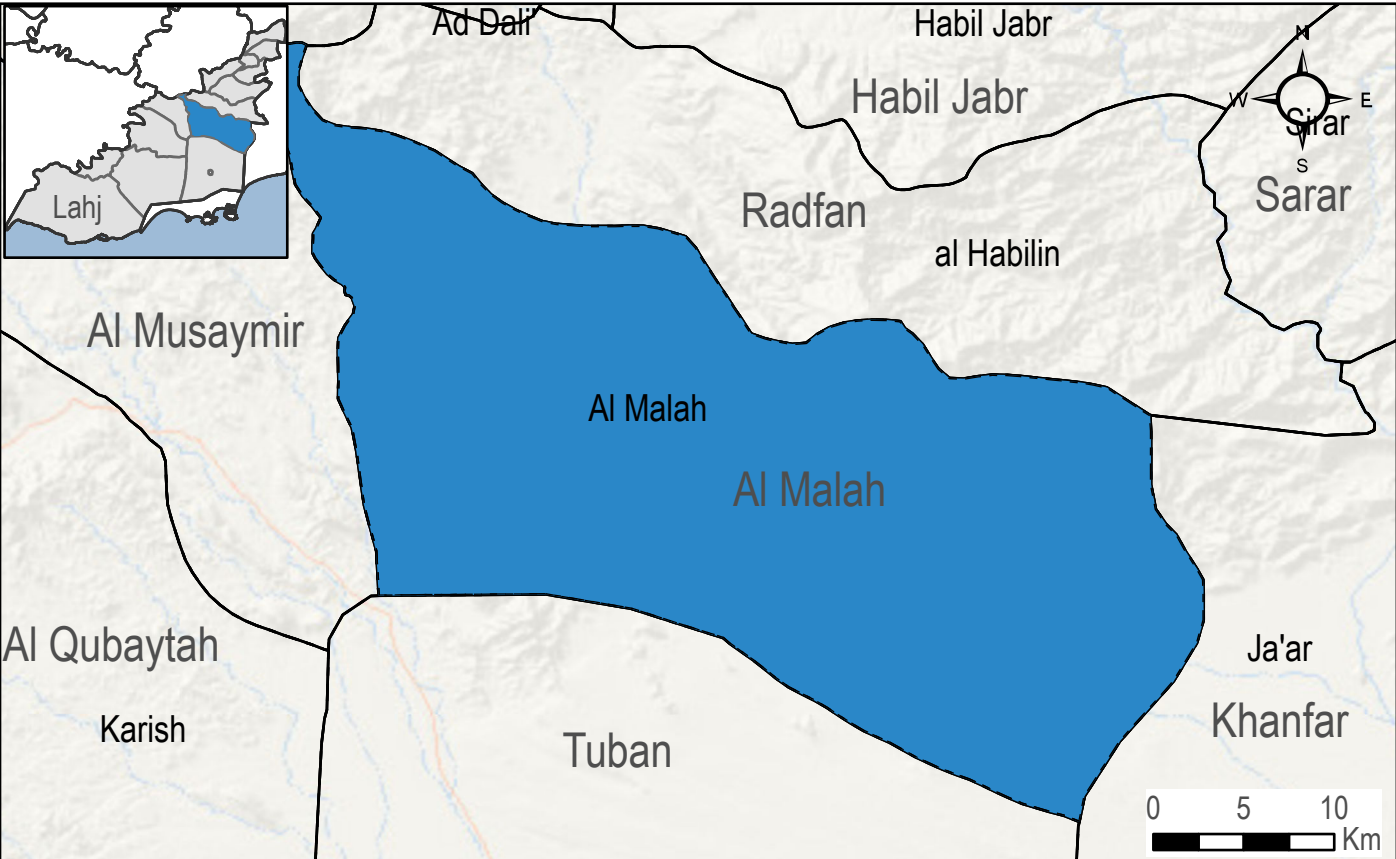 Ad Dali'
Habil Jabr
Habil Jabr
N
W
E
S
Sirar
Sarar
Lahj
Radfan
al Habilin
Al Musaymir
Al Malah
Al Malah
Al Qubaytah
Ja'ar
Karish
Khanfar
Tuban
0 5 10
Km